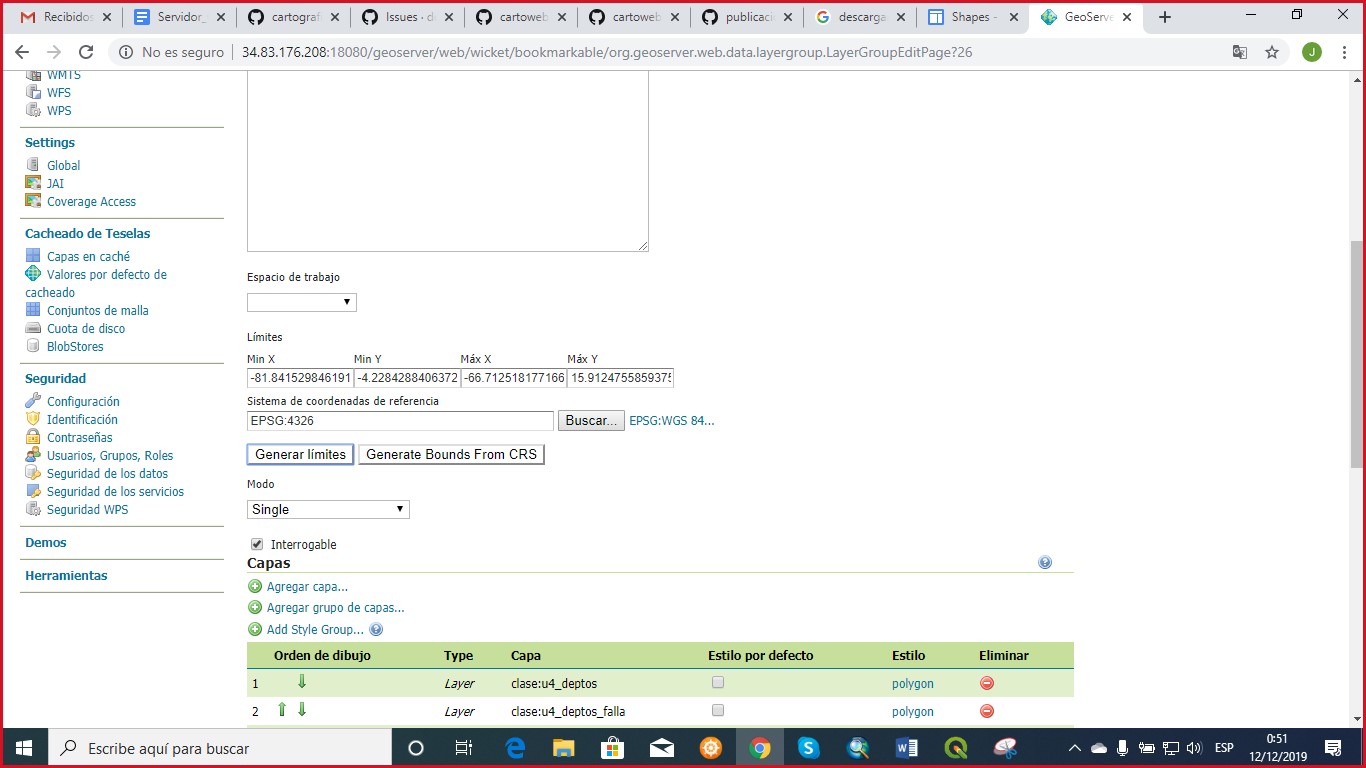 Recibidos
Servidor_
cartografi
Issues · di
cartoweb
cartoweb
publicaci
descarga
Shapes -
GeoServe
No es seguro
34.83.176.208:18080/geoserver/web/wicket/bookmarkable/org.geoserver.web.data.layergroup.LayerGroupEditPage?26
J
WMTS
WFS
WPS
Settings
Global
JAI
Coverage Access
Cacheado de Teselas
Capas en caché
Valores por defecto de
cacheado
Conjuntos de malla
Cuota de disco
BlobStores
Seguridad
Configuración
Identificación
Contraseñas
Usuarios, Grupos, Roles
Seguridad de los datos
Seguridad de los servicios
Seguridad WPS
Demos
Herramientas
Espacio de trabajo
Límites
Min X Min Y Máx X Máx Y
-81.841529846191 -4.2284288406372 -66.712518177166 15.9124755859375
Sistema de coordenadas de referencia
EPSG:4326 Buscar... EPSG:WGS 84...
Generar límites Generate Bounds From CRS
Modo
Single
Interrogable
Capas
Agregar capa...
Agregar grupo de capas...
Add Style Group...
Orden de dibujo Type Capa Estilo por defecto Estilo Eliminar
1 Layer clase:u4_deptos polygon
2 Layer clase:u4_deptos_falla polygon
Escribe aquí para buscar
ESP
0:51
12/12/2019